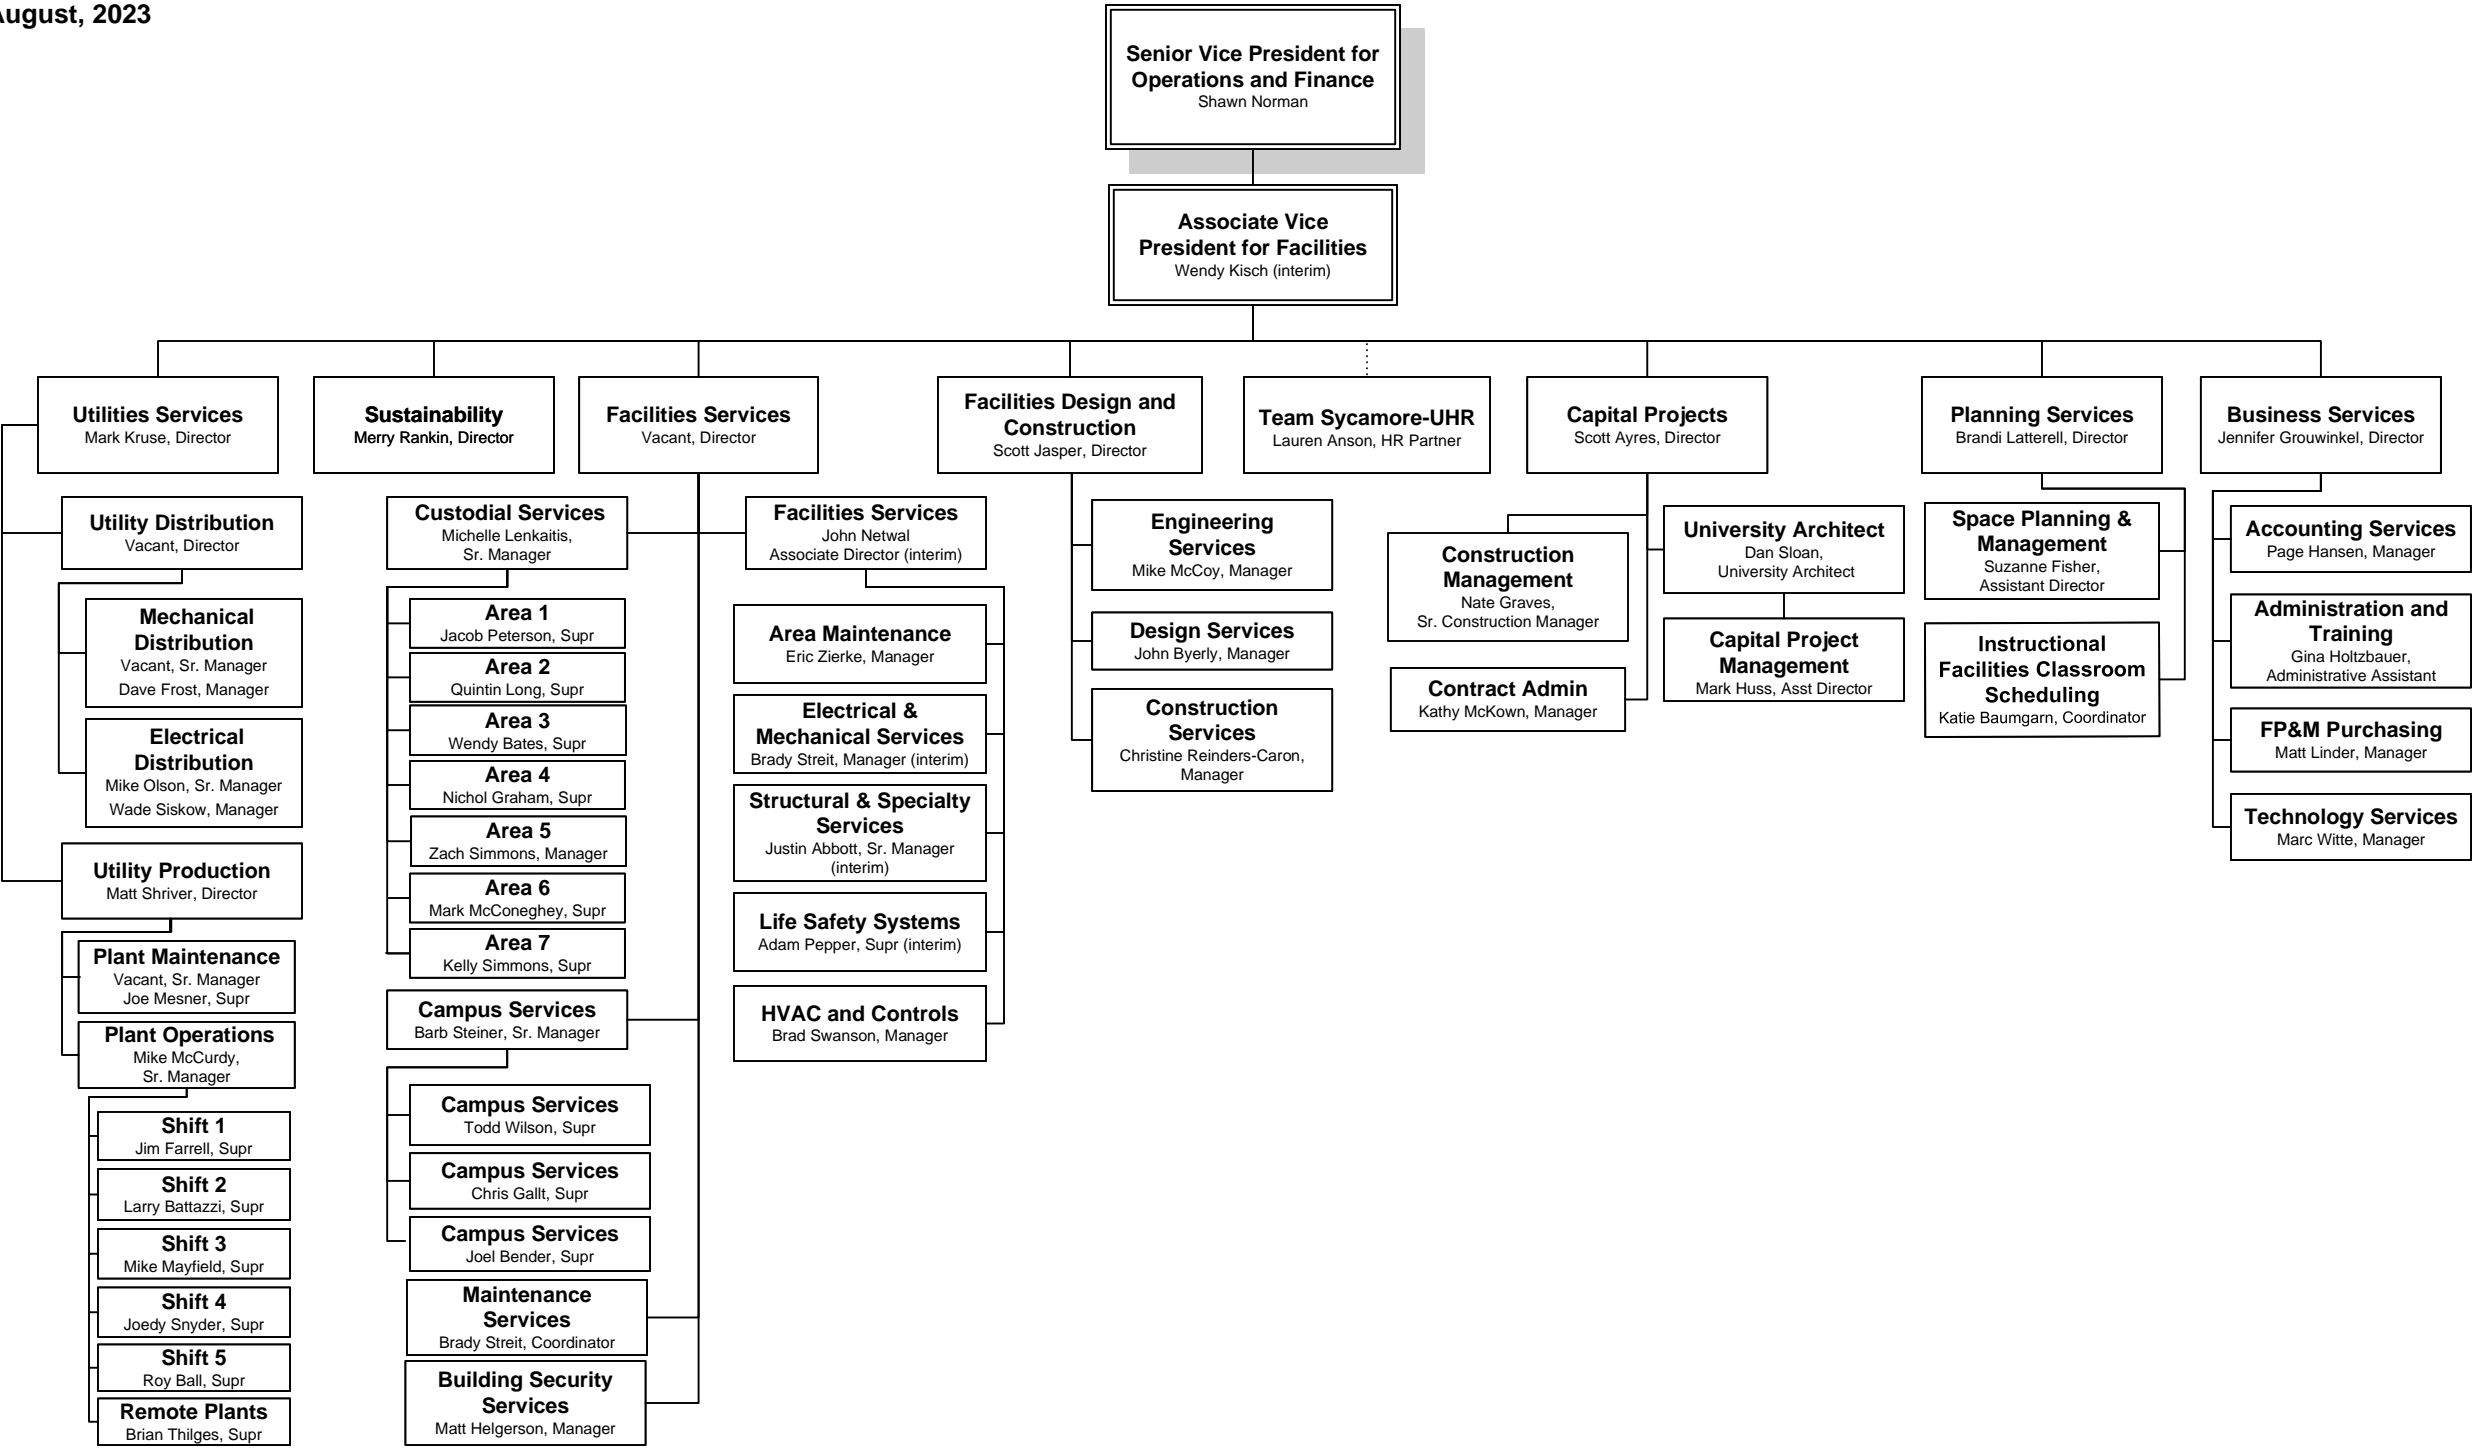 August, 2023
Senior Vice President for
Operations and Finance
Shawn Norman
Associate Vice
President for Facilities
Wendy Kisch (interim)
Utilities Services
Mark Kruse, Director
Sustainability
Merry Rankin, Director
Facilities Services
Vacant, Director
Facilities Design and
Construction
Scott Jasper, Director
Team Sycamore-UHR
Lauren Anson, HR Partner
Capital Projects
Scott Ayres, Director
Planning Services
Brandi Latterell, Director
Business Services
Jennifer Grouwinkel, Director
Utility Distribution
Vacant, Director
Mechanical
Distribution
Vacant, Sr. Manager
Dave Frost, Manager
Electrical
Distribution
Mike Olson, Sr. Manager
Wade Siskow, Manager
Utility Production
Matt Shriver, Director
Plant Maintenance
Vacant, Sr. Manager
Joe Mesner, Supr
Plant Operations
Mike McCurdy,
Sr. Manager
Shift 1
Jim Farrell, Supr
Shift 2
Larry Battazzi, Supr
Shift 3
Mike Mayfield, Supr
Shift 4
Joedy Snyder, Supr
Shift 5
Roy Ball, Supr
Remote Plants
Brian Thilges, Supr
Custodial Services
Michelle Lenkaitis,
Sr. Manager
Area 1
Jacob Peterson, Supr
Area 2
Quintin Long, Supr
Area 3
Wendy Bates, Supr
Area 4
Nichol Graham, Supr
Area 5
Zach Simmons, Manager
Area 6
Mark McConeghey, Supr
Area 7
Kelly Simmons, Supr
Campus Services
Barb Steiner, Sr. Manager
Campus Services
Todd Wilson, Supr
Campus Services
Chris Gallt, Supr
Campus Services
Joel Bender, Supr
Maintenance
Services
Brady Streit, Coordinator
Building Security
Services
Matt Helgerson, Manager
Facilities Services
John Netwal
Associate Director (interim)
Area Maintenance
Eric Zierke, Manager
Electrical &
Mechanical Services
Brady Streit, Manager (interim)
Structural & Specialty
Services
Justin Abbott, Sr. Manager
(interim)
Life Safety Systems
Adam Pepper, Supr (interim)
HVAC and Controls
Brad Swanson, Manager
Engineering
Services
Mike McCoy, Manager
Design Services
John Byerly, Manager
Construction
Services
Christine Reinders-Caron,
Manager
Construction
Management
Nate Graves,
Sr. Construction Manager
Contract Admin
Kathy McKown, Manager
University Architect
Dan Sloan,
University Architect
Capital Project
Management
Mark Huss, Asst Director
Space Planning &
Management
Suzanne Fisher,
Assistant Director
Instructional
Facilities Classroom
Scheduling
Katie Baumgarn, Coordinator
Accounting Services
Page Hansen, Manager
Administration and
Training
Gina Holtzbauer,
Administrative Assistant
FP&M Purchasing
Matt Linder, Manager
Technology Services
Marc Witte, Manager